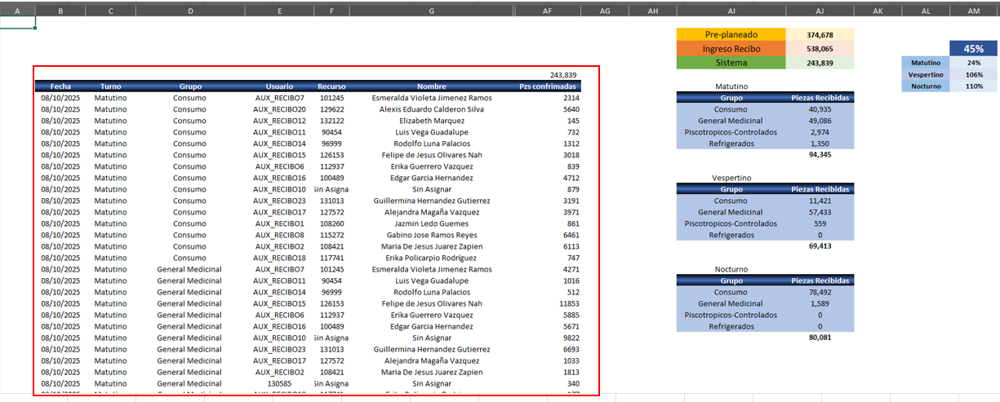 A B C D E F G AF AG AH AI AJ AK AL AM
Pre-planeado 374,678
Ingreso Recibo 538,065 45%
Sistema 243,839 Matutino 24%
Vespertino 106%
Nocturno 110%
243,839
Fecha Turno Grupo Usuario Recurso Nombre Pzs confirmadas
08/10/2025 Matutino Consumo AUX_RECIBO7 101245 Esmeralda Violeta Jimenez Ramos 2314
08/10/2025 Matutino Consumo AUX_RECIBO20 129622 Alexis Eduardo Calderon Silva 5640
08/10/2025 Matutino Consumo AUX_RECIBO12 132122 Elizabeth Marquez 145
08/10/2025 Matutino Consumo AUX_RECIBO11 90454 Luis Vega Guadalupe 732
08/10/2025 Matutino Consumo AUX_RECIBO14 96999 Rodolfo Luna Palacios 1312
08/10/2025 Matutino Consumo AUX_RECIBO15 126153 Felipe de Jesus Olivares Nah 3018
08/10/2025 Matutino Consumo AUX_RECIBO6 112937 Erika Guerrero Vazquez 839
08/10/2025 Matutino Consumo AUX_RECIBO16 100489 Edgar Garcia Hernandez 4712
08/10/2025 Matutino Consumo AUX_RECIBO10 Sin Asigna Sin Asignar 879
08/10/2025 Matutino Consumo AUX_RECIBO23 131013 Guillermina Hernandez Gutierrez 3191
08/10/2025 Matutino Consumo AUX_RECIBO17 127572 Alejandra Magaña Vazquez 3971
08/10/2025 Matutino Consumo AUX_RECIBO1 108260 Jazmin Ledo Guemes 861
08/10/2025 Matutino Consumo AUX_RECIBO8 115272 Gabino Jose Ramos Reyes 6461
08/10/2025 Matutino Consumo AUX_RECIBO2 108421 Maria De Jesus Juarez Zapien 6113
08/10/2025 Matutino Consumo AUX_RECIBO18 117741 Erika Policarpio Rodríguez 747
08/10/2025 Matutino General Medicinal AUX_RECIBO7 101245 Esmeralda Violeta Jimenez Ramos 4271
08/10/2025 Matutino General Medicinal AUX_RECIBO11 90454 Luis Vega Guadalupe 1016
08/10/2025 Matutino General Medicinal AUX_RECIBO14 96999 Rodolfo Luna Palacios 512
08/10/2025 Matutino General Medicinal AUX_RECIBO15 126153 Felipe de Jesus Olivares Nah 11853
08/10/2025 Matutino General Medicinal AUX_RECIBO6 112937 Erika Guerrero Vazquez 5885
08/10/2025 Matutino General Medicinal AUX_RECIBO16 100489 Edgar Garcia Hernandez 5671
08/10/2025 Matutino General Medicinal AUX_RECIBO10 Sin Asigna Sin Asignar 9822
08/10/2025 Matutino General Medicinal AUX_RECIBO23 131013 Guillermina Hernandez Gutierrez 6693
08/10/2025 Matutino General Medicinal AUX_RECIBO17 127572 Alejandra Magaña Vazquez 1033
08/10/2025 Matutino General Medicinal AUX_RECIBO2 108421 Maria De Jesus Juarez Zapien 1813
08/10/2025 Matutino General Medicinal 130585 Sin Asigna Sin Asignar 340
Matutino
Grupo Piezas Recibidas
Consumo 40,935
General Medicinal 49,086
Piscotropicos-Controlados 2,974
Refrigerados 1,350
94,345
Vespertino
Grupo Piezas Recibidas
Consumo 11,421
General Medicinal 57,433
Piscotropicos-Controlados 559
Refrigerados 0
69,413
Nocturno
Grupo Piezas Recibidas
Consumo 78,492
General Medicinal 1,589
Piscotropicos-Controlados 0
Refrigerados 0
80,081